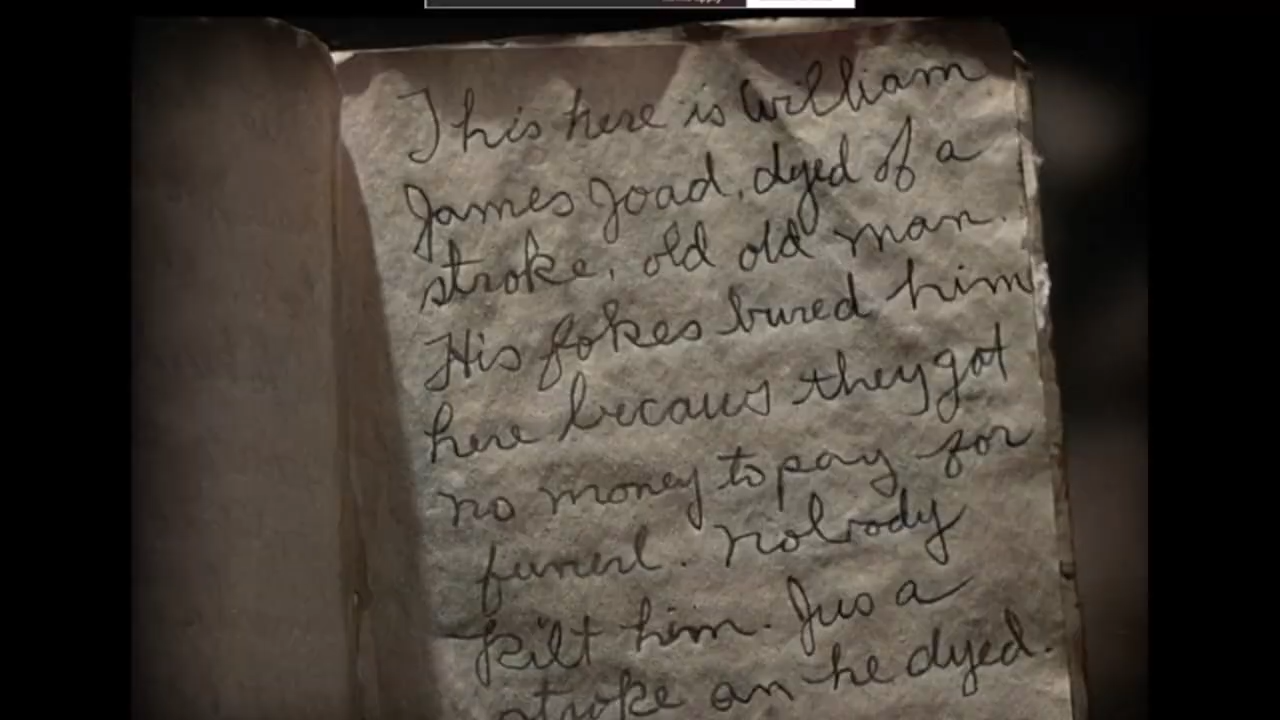 This here is William
James Joad, dyed of a
stroke, old old man.
His fokes bured him
here becaus they got
no money to pay for
funerl. Nobody
kilt him. Jus a
stroke an he dyed.